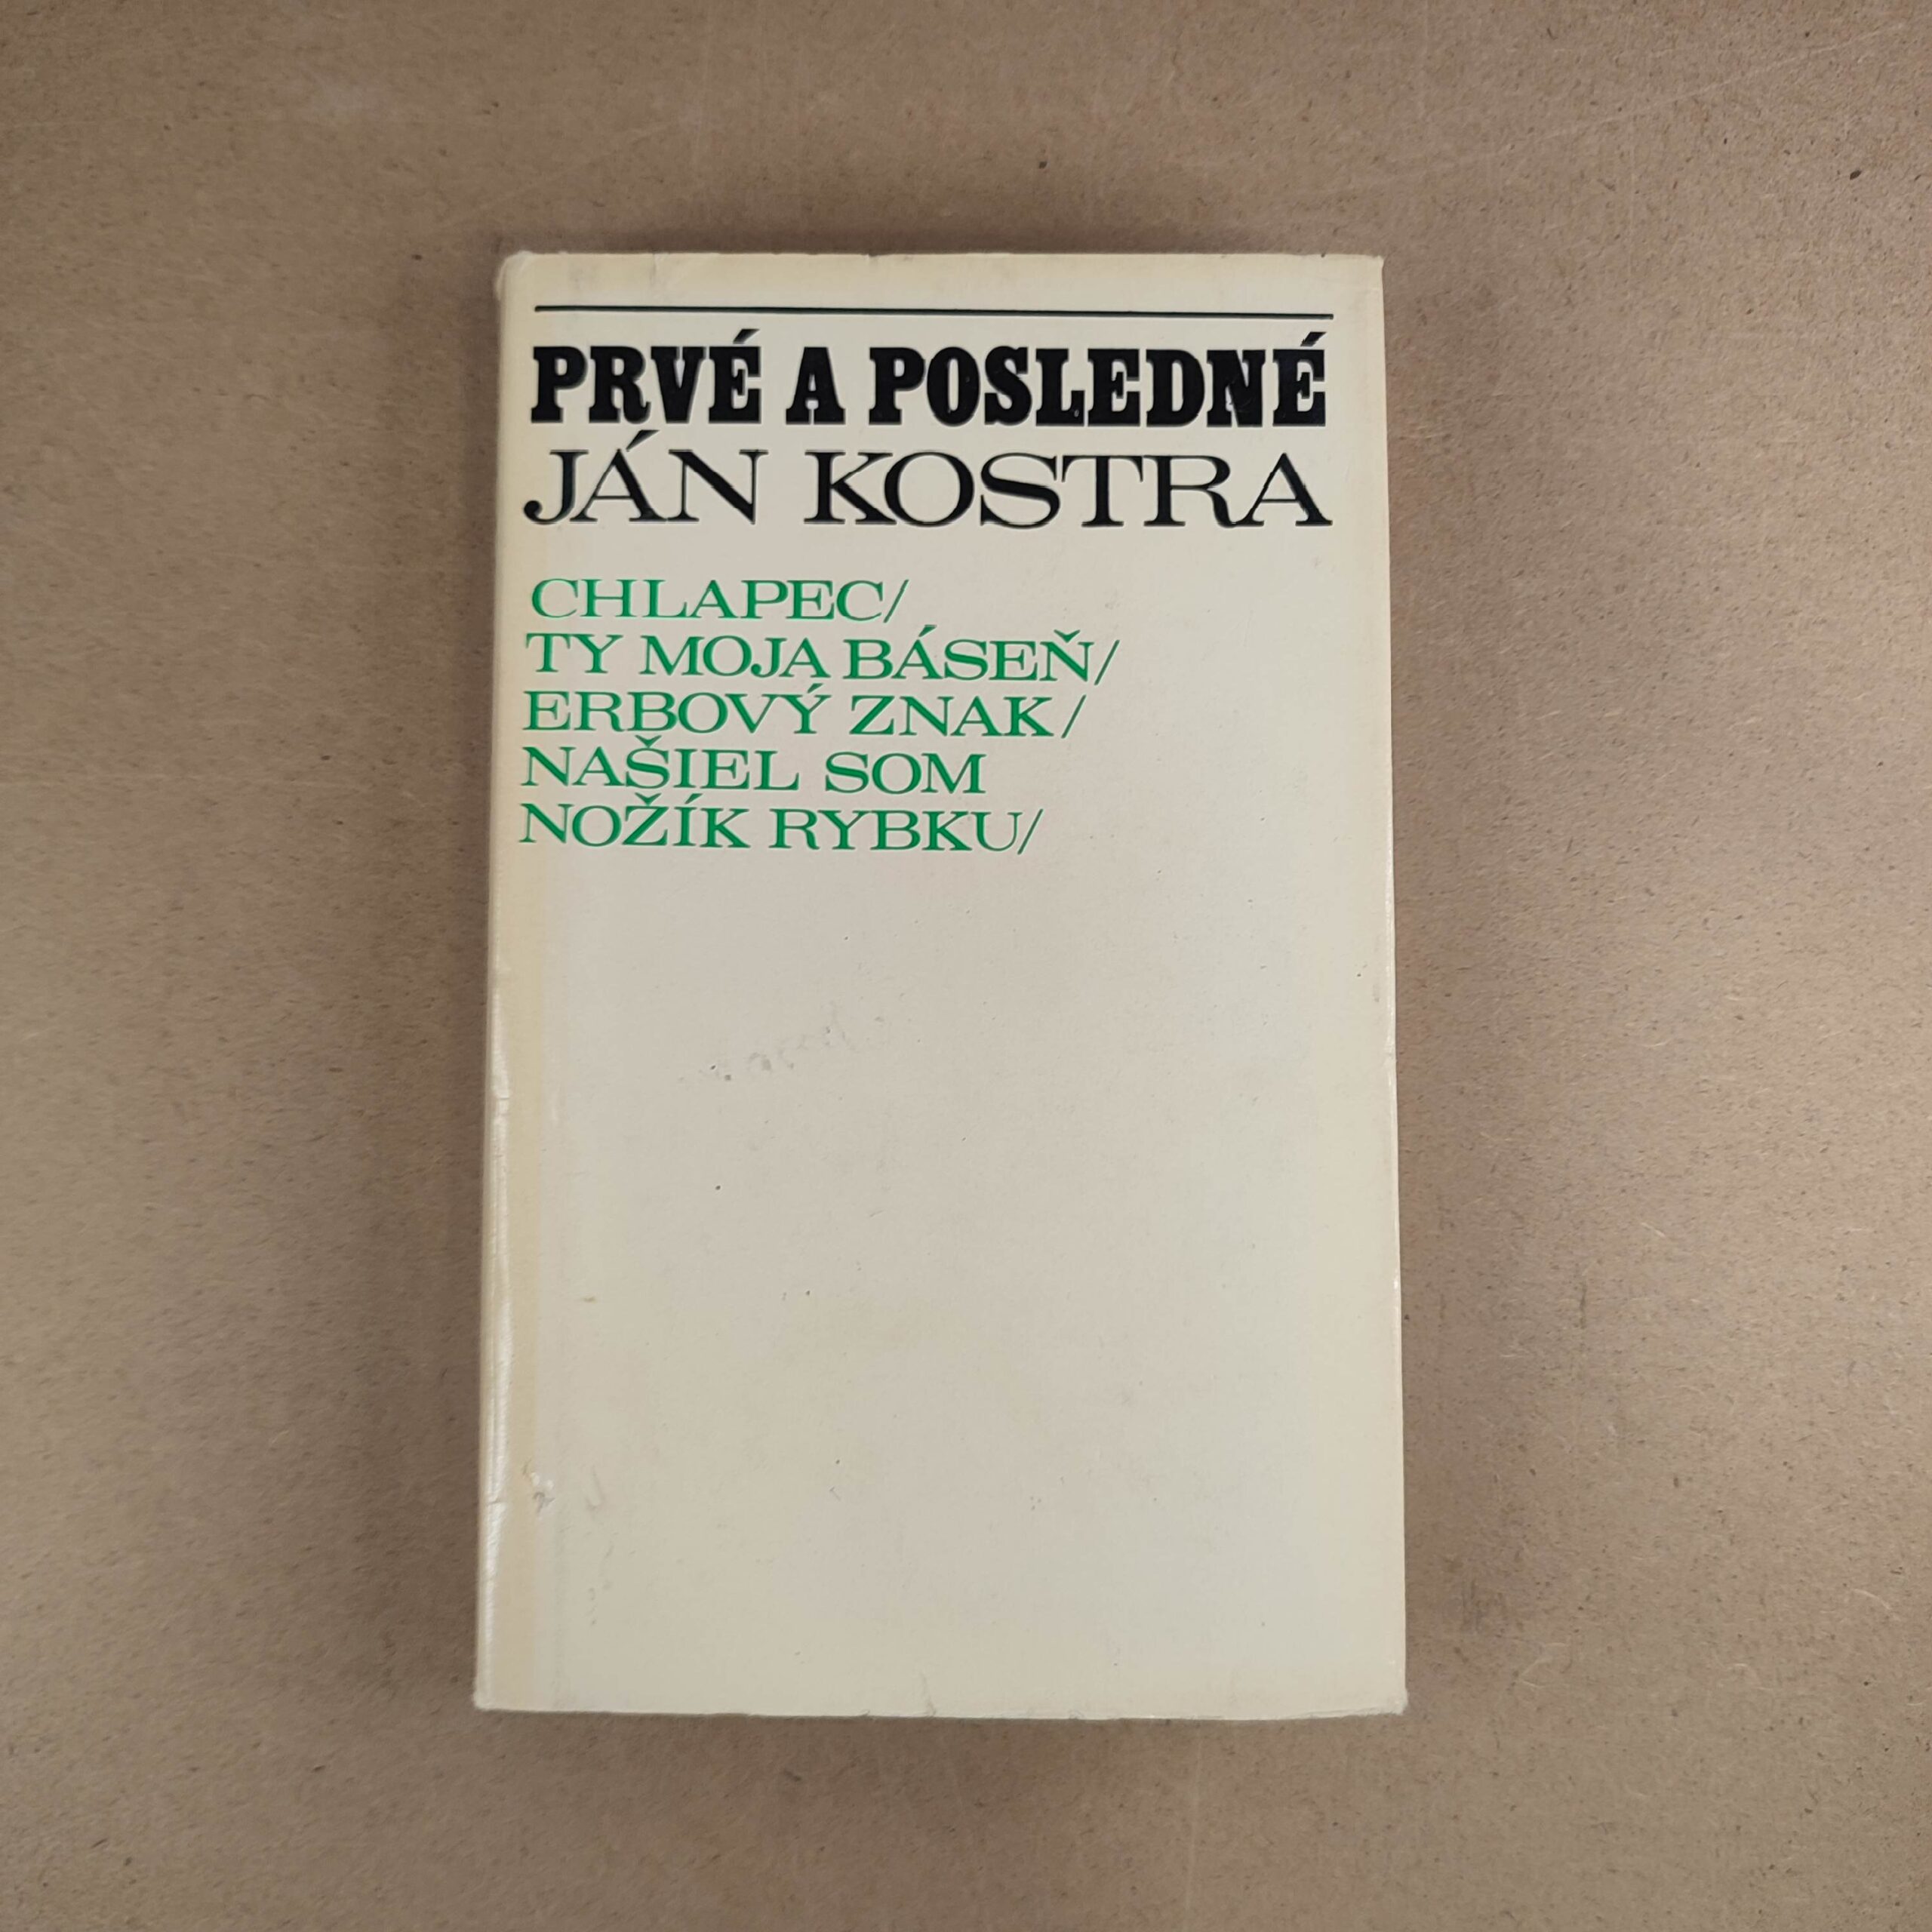 PRVÉ A POSLEDNÉ
JÁN KOSTRA
CHLAPEC/
TY MOJA BÁSEŇ/
ERBOVÝ ZNAK/
NAŠIEL SOM
NOŽÍK RYBKU/